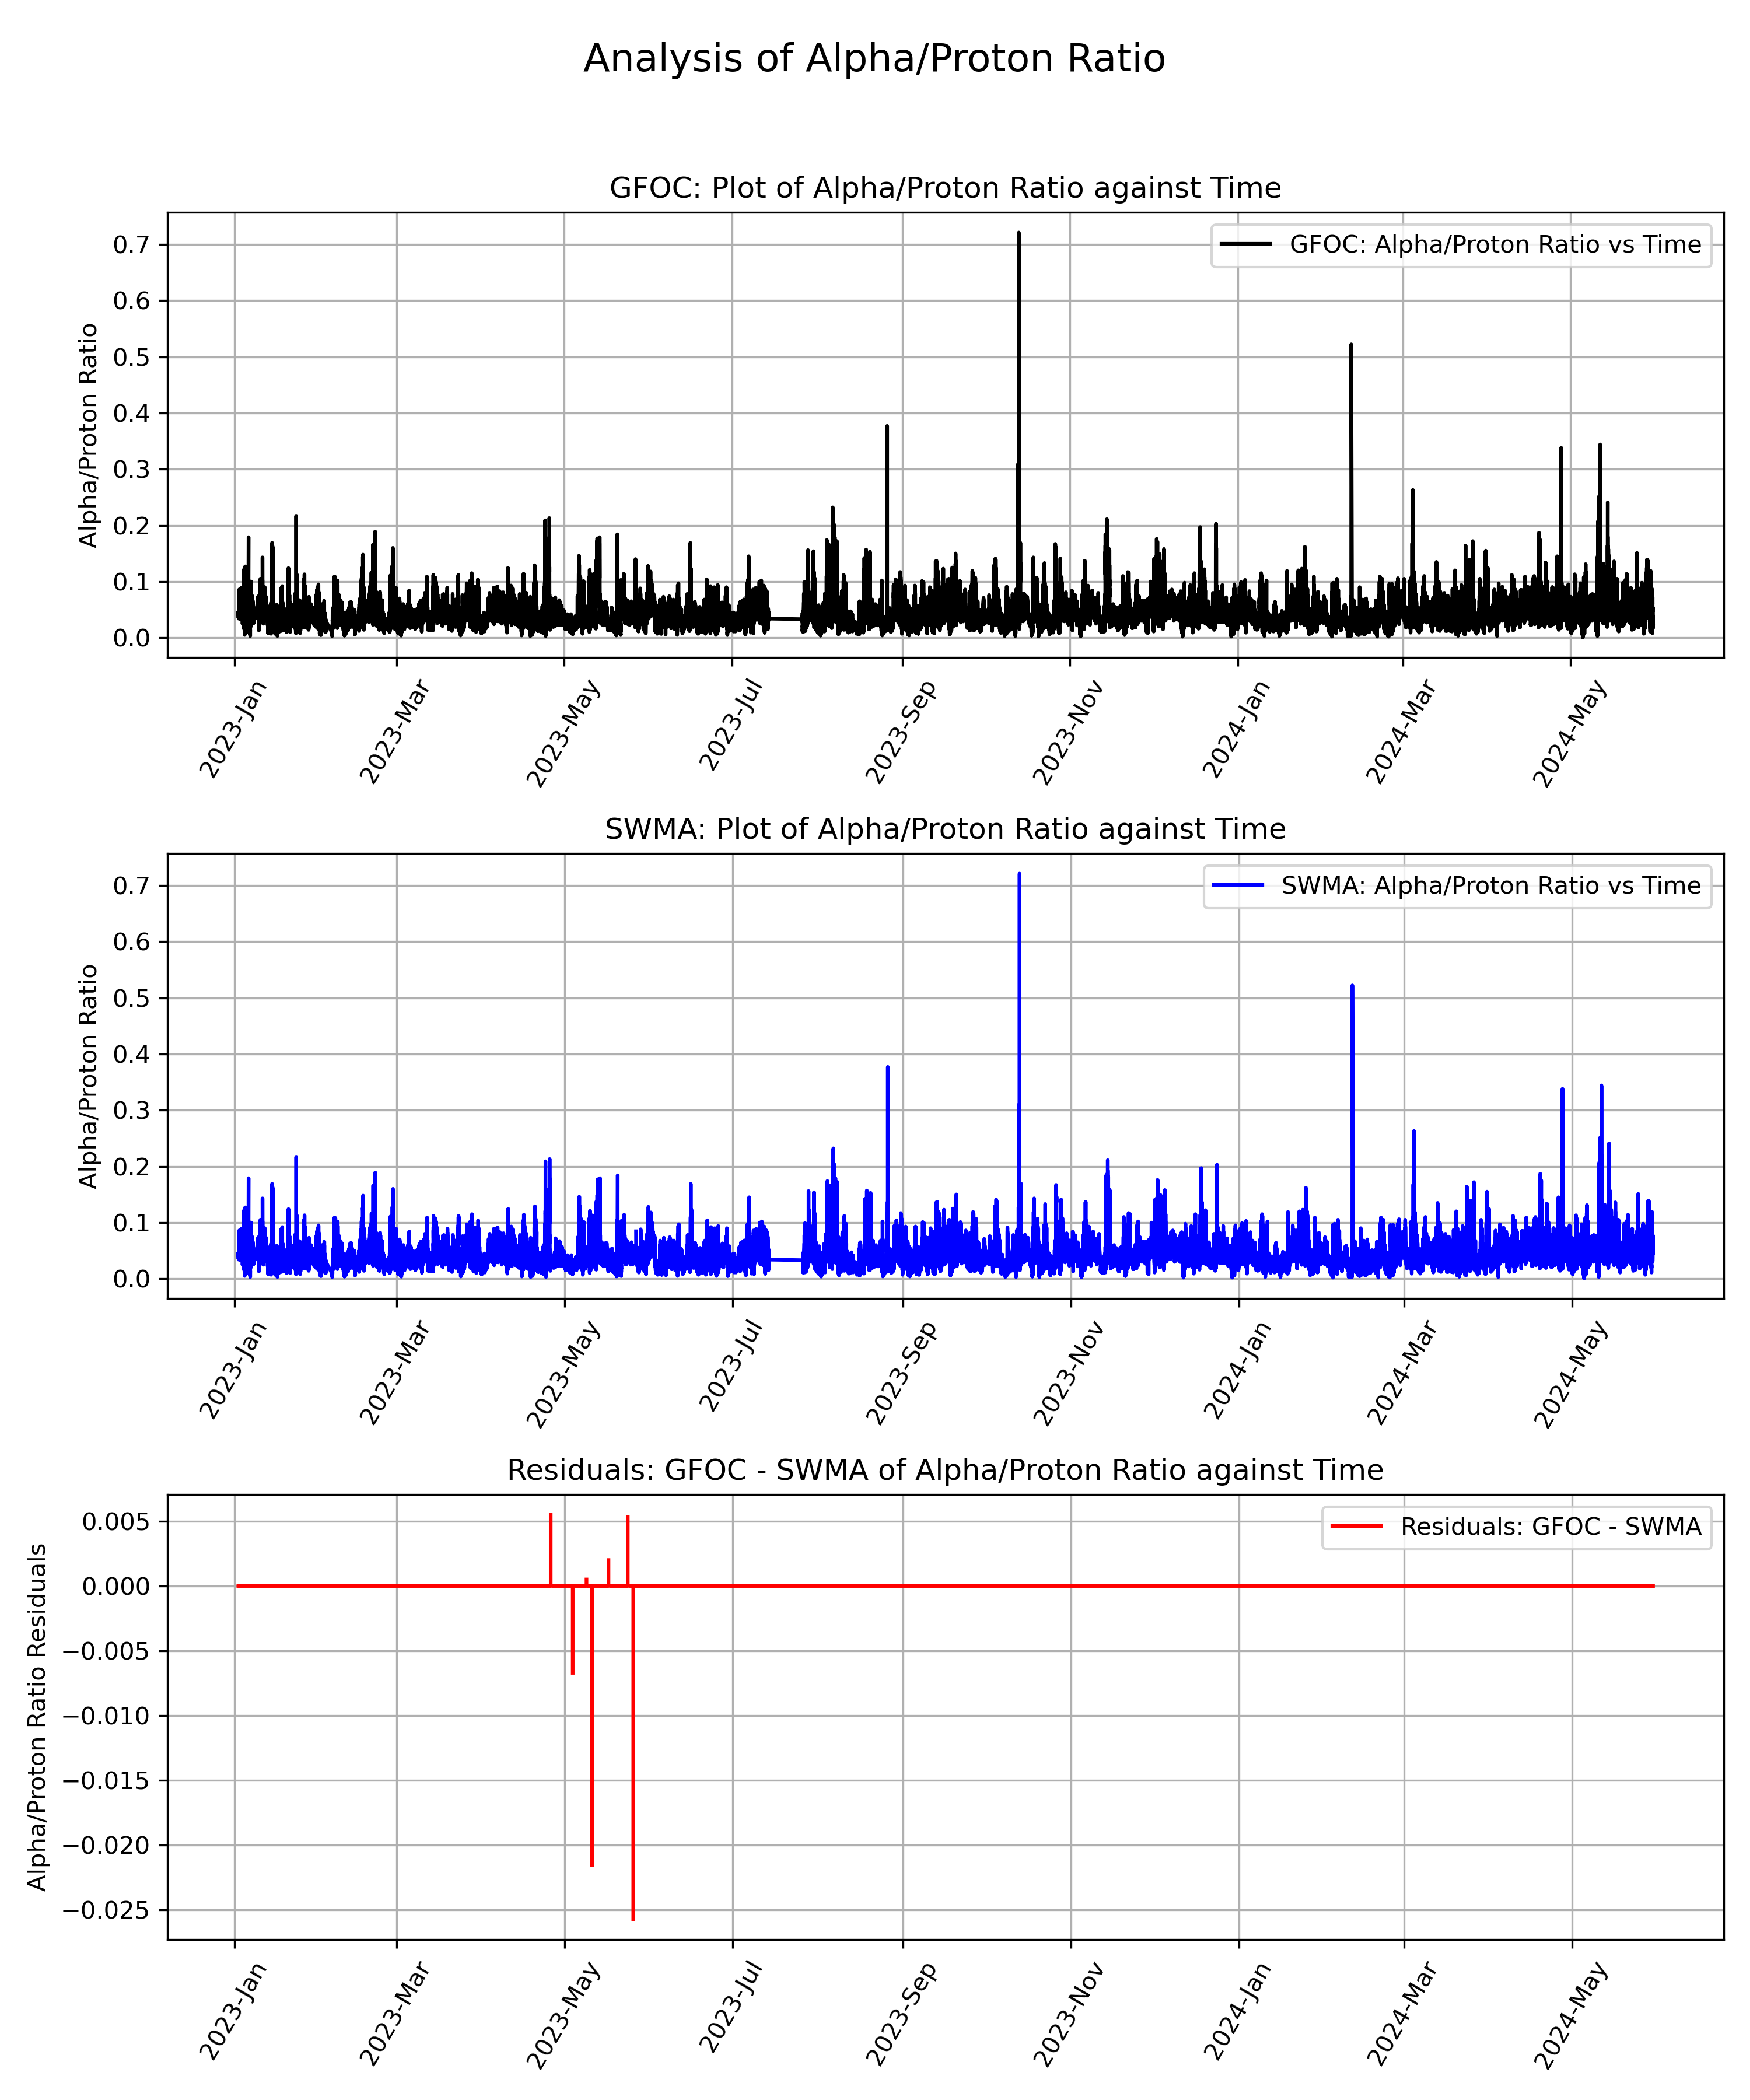 Analysis of Alpha/Proton Ratio
GFOC: Plot of Alpha/Proton Ratio against Time
GFOC: Alpha/Proton Ratio vs Time
Alpha/Proton Ratio
0.7
0.6
0.5
0.4
0.3
0.2
0.1
0.0
2023-Jan
2023-Mar
2023-May
2023-Jul
2023-Sep
2023-Nov
2024-Jan
2024-Mar
2024-May
SWMA: Plot of Alpha/Proton Ratio against Time
SWMA: Alpha/Proton Ratio vs Time
Alpha/Proton Ratio
0.7
0.6
0.5
0.4
0.3
0.2
0.1
0.0
2023-Jan
2023-Mar
2023-May
2023-Jul
2023-Sep
2023-Nov
2024-Jan
2024-Mar
2024-May
Residuals: GFOC - SWMA of Alpha/Proton Ratio against Time
Residuals: GFOC - SWMA
Alpha/Proton Ratio Residuals
0.005
0.000
−0.005
−0.010
−0.015
−0.020
−0.025
2023-Jan
2023-Mar
2023-May
2023-Jul
2023-Sep
2023-Nov
2024-Jan
2024-Mar
2024-May